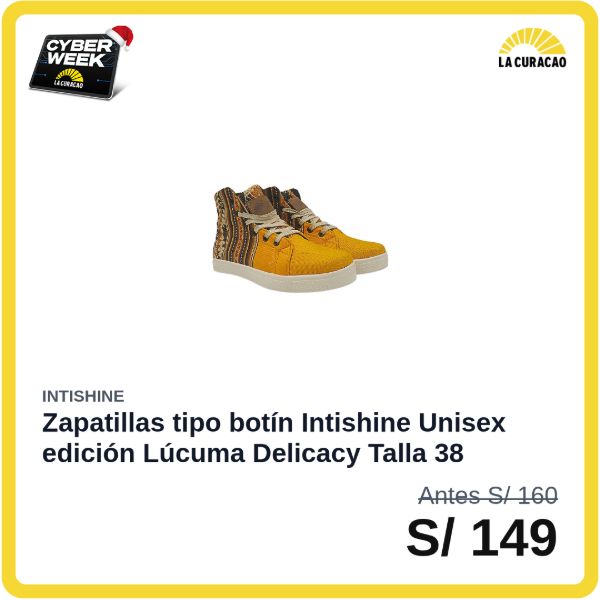 CYBER
WEEK
LA CURACAO
LA CURACAO
INTISHINE
Zapatillas tipo botín Intishine Unisex
edición Lúcuma Delicacy Talla 38
Antes S/ 160
S/ 149